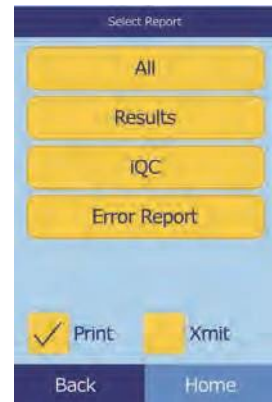 Select Report
All
Results
iQC
Error Report
Print Xmit
Back Home